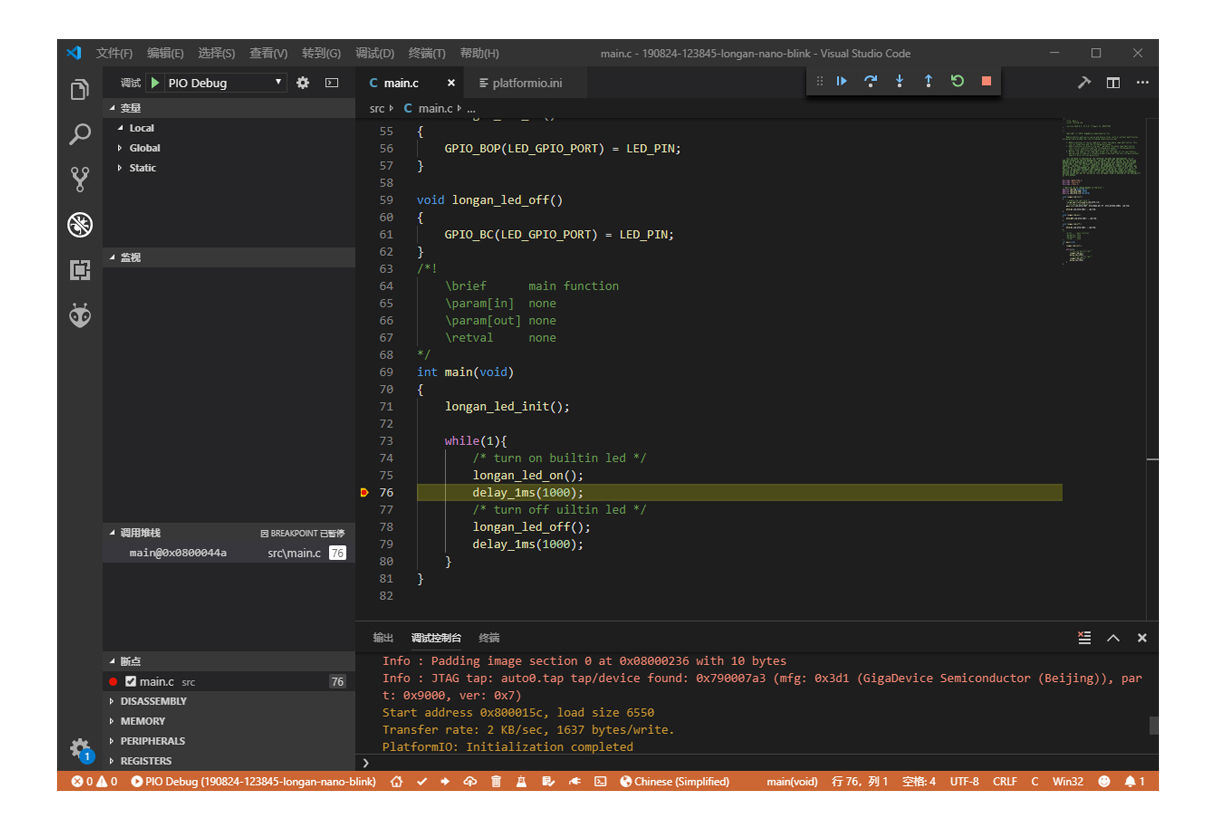 文件(F) 编辑(E) 选择(S) 查看(V) 转到(G) 调试(D) 终端(T) 帮助(H) main.c - 190824-123845-longan-nano-blink - Visual Studio Code
调试 PIO Debug
变量
Local
Global
Static
监视
调用堆栈 因 BREAKPOINT 已暂停
main@0x0800044a src\main.c 76
断点
main.c src 76
DISASSEMBLY
MEMORY
PERIPHERALS
REGISTERS
1
main.c platformio.ini
src main.c ...
55 {
56 GPIO_BOP(LED_GPIO_PORT) = LED_PIN;
57 }
58
59 void longan_led_off()
60 {
61 GPIO_BC(LED_GPIO_PORT) = LED_PIN;
62 }
63 /*!
64 \brief main function
65 \param[in] none
66 \param[out] none
67 \retval none
68 */
69 int main(void)
70 {
71 longan_led_init();
72
73 while(1){
74 /* turn on builtin led */
75 longan_led_on();
76 delay_1ms(1000);
77 /* turn off uiltin led */
78 longan_led_off();
79 delay_1ms(1000);
80 }
81 }
82
输出 调试控制台 终端
Info : Padding image section 0 at 0x08000236 with 10 bytes
Info : JTAG tap: auto0.tap tap/device found: 0x790007a3 (mfg: 0x3d1 (GigaDevice Semiconductor (Beijing)), par
t: 0x9000, ver: 0x7)
Start address 0x800015c, load size 6550
Transfer rate: 2 KB/sec, 1637 bytes/write.
PlatformIO: Initialization completed
0 0 PIO Debug (190824-123845-longan-nano-blink) Chinese (Simplified) main(void) 行 76，列 1 空格: 4 UTF-8 CRLF C Win32 1